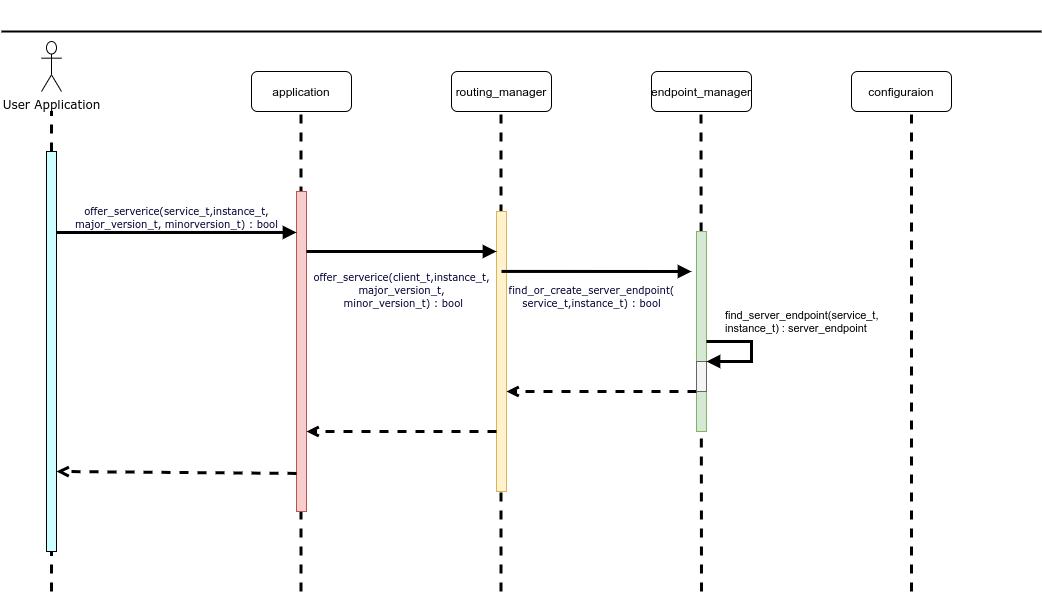 User Application
application
routing_manager
endpoint_manager
configuraion
offer_serverice(service_t,instance_t,
major_version_t, minorversion_t) : bool
offer_serverice(client_t,instance_t,
major_version_t,
minor_version_t) : bool
find_or_create_server_endpoint(
service_t,instance_t) : bool
find_server_endpoint(service_t,
instance_t) : server_endpoint